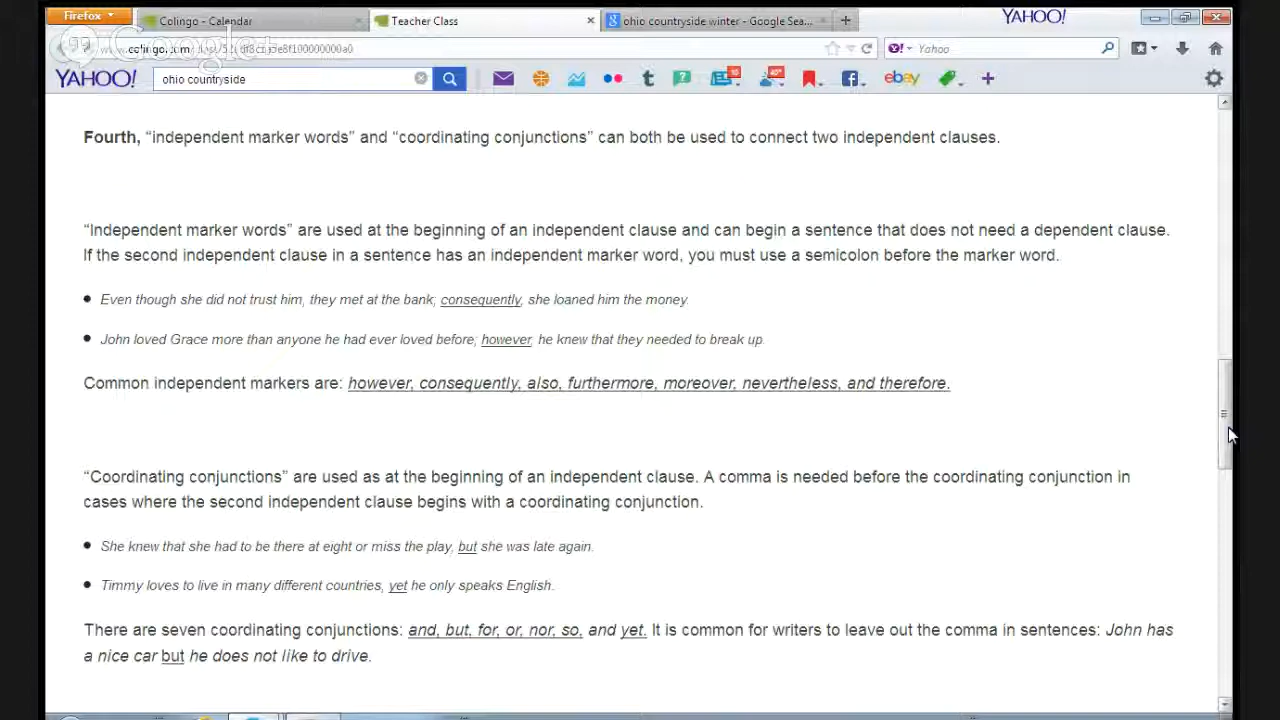 Firefox
Colingo - Calendar
Teacher Class
ohio countryside winter - Google Sea...
YAHOO!
Google+
Yahoo
YAHOO!
ohio countryside
ebay
Fourth, “independent marker words” and “coordinating conjunctions” can both be used to connect two independent clauses.
“Independent marker words” are used at the beginning of an independent clause and can begin a sentence that does not need a dependent clause.
If the second independent clause in a sentence has an independent marker word, you must use a semicolon before the marker word.
Even though she did not trust him, they met at the bank; consequently, she loaned him the money.
John loved Grace more than anyone he had ever loved before; however, he knew that they needed to break up.
Common independent markers are: however, consequently, also, furthermore, moreover, nevertheless, and therefore.
“Coordinating conjunctions” are used as at the beginning of an independent clause. A comma is needed before the coordinating conjunction in
cases where the second independent clause begins with a coordinating conjunction.
She knew that she had to be there at eight or miss the play, but she was late again.
Timmy loves to live in many different countries, yet he only speaks English.
There are seven coordinating conjunctions: and, but, for, or, nor, so, and yet. It is common for writers to leave out the comma in sentences: John has
a nice car but he does not like to drive.